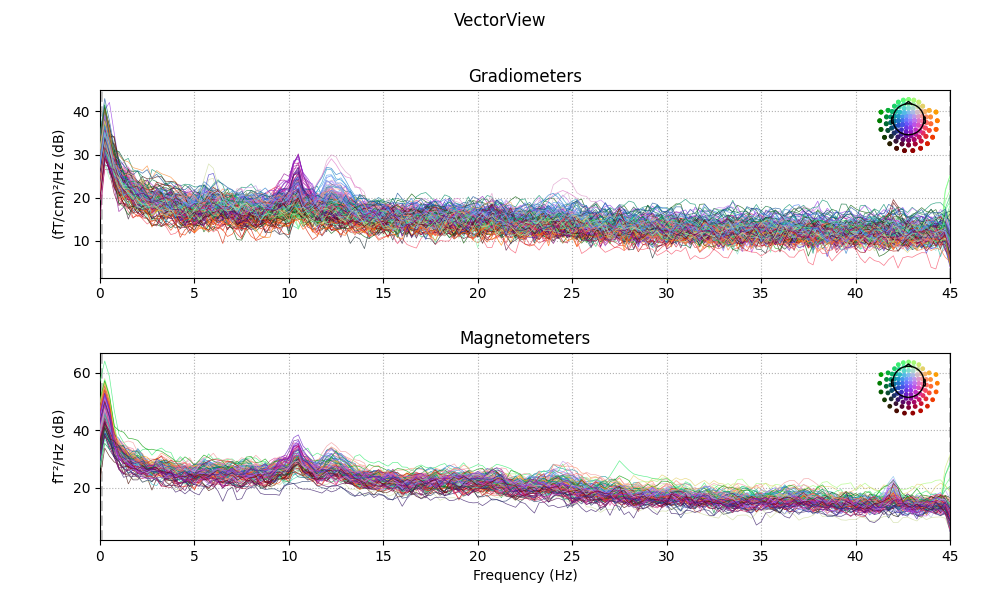 VectorView
Gradiometers
(fT/cm)²/Hz (dB)
40
30
20
10
0 5 10 15 20 25 30 35 40 45
Magnetometers
fT²/Hz (dB)
60
40
20
0 5 10 15 20 25 30 35 40 45
Frequency (Hz)